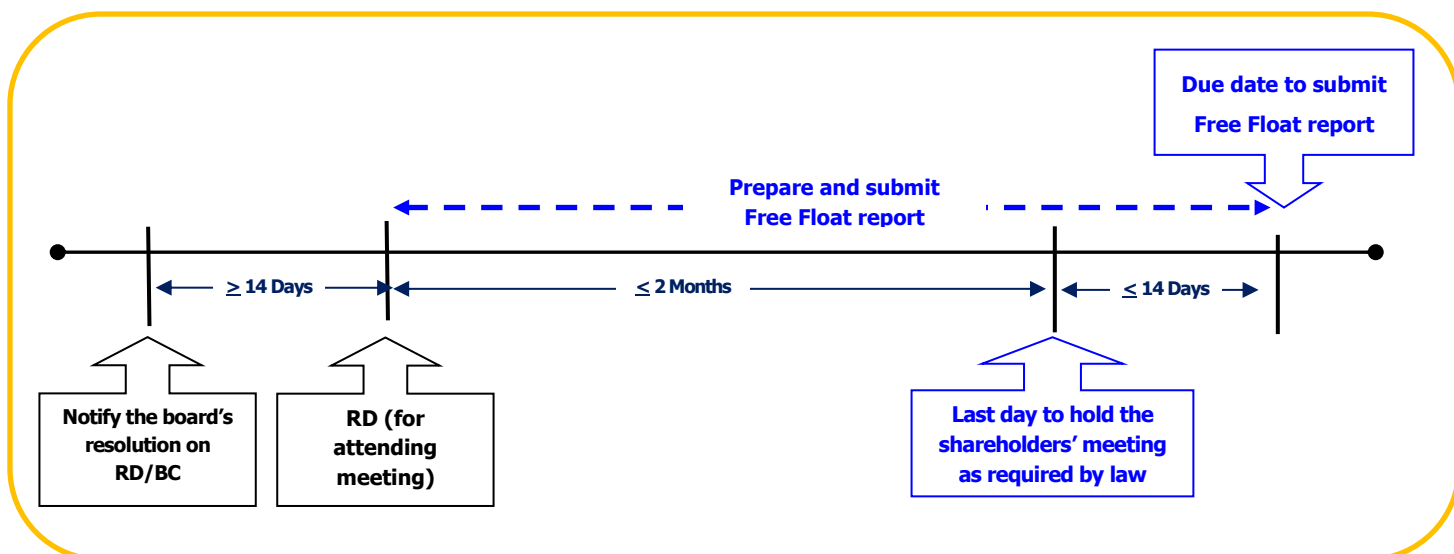 Due date to submit
Free Float report
Prepare and submit
Free Float report
≥ 14 Days
≤ 2 Months
≤ 14 Days
Notify the board’s
resolution on
RD/BC
RD (for
attending
meeting)
Last day to hold the
shareholders’ meeting
as required by law